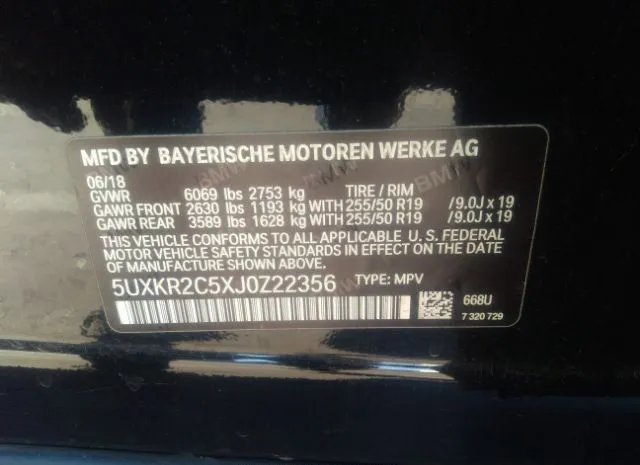 MFD BY BAYERISCHE MOTOREN WERKE AG
06/18
GVWR 6069 lbs 2753 kg TIRE / RIM
GAWR FRONT 2630 lbs 1193 kg WITH 255/50 R19 /9.0J x 19
GAWR REAR 3589 lbs 1628 kg WITH 255/50 R19 /9.0J x 19
THIS VEHICLE CONFORMS TO ALL APPLICABLE U. S. FEDERAL
MOTOR VEHICLE SAFETY STANDARDS IN EFFECT ON THE DATE
OF MANUFACTURE SHOWN ABOVE.
5UXKR2C5XJ0Z22356 TYPE: MPV
668U
7 320 729